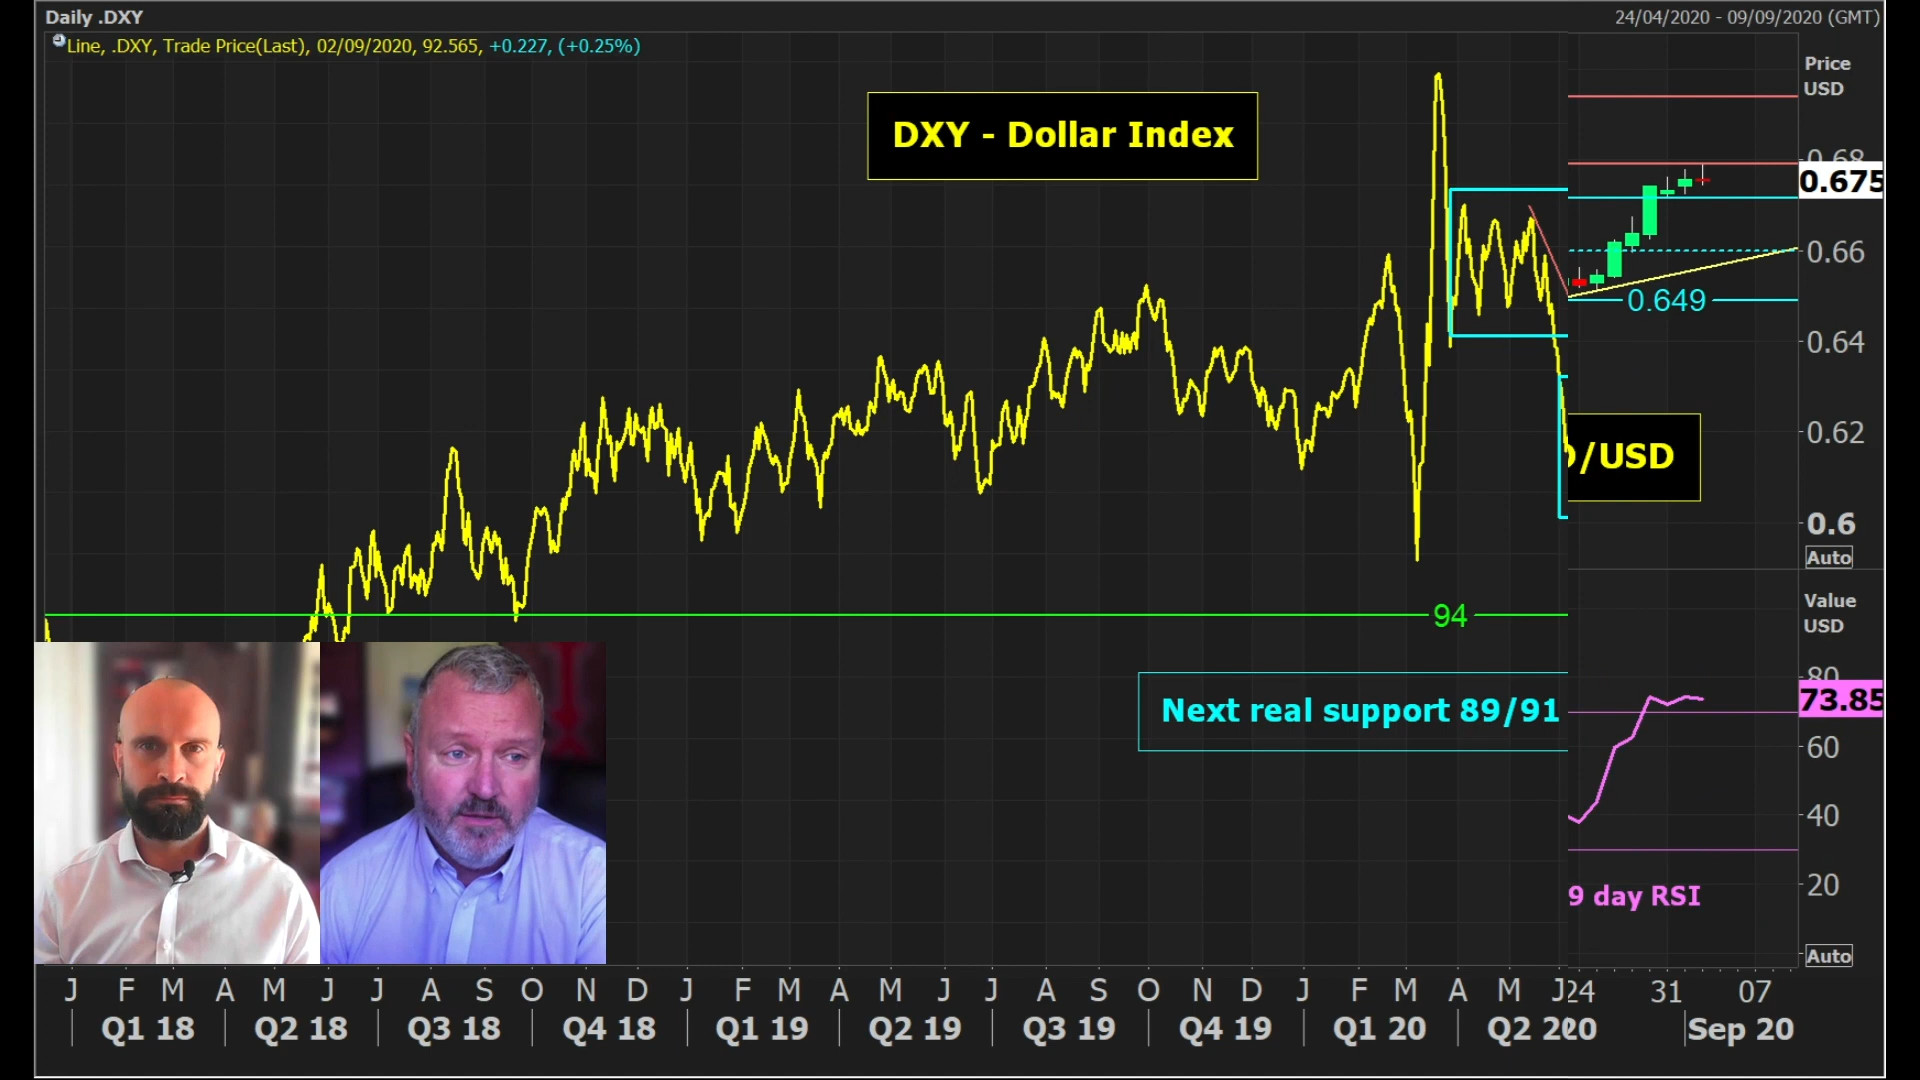 Daily .DXY
24/04/2020 - 09/09/2020 (GMT)
Line, .DXY, Trade Price(Last), 02/09/2020, 92.565, +0.227, (+0.25%)
Price
USD
DXY - Dollar Index
0.68
0.675
0.66
0.649
0.64
0.62
/USD
0.6
Auto
Value
USD
94
80
73.85
Next real support 89/91
60
40
20
9 day RSI
Auto
J F M A M J J A S O N D J F M A M J J A S O N D J F M A M J 24 31 07
Q1 18 Q2 18 Q3 18 Q4 18 Q1 19 Q2 19 Q3 19 Q4 19 Q1 20 Q2 20 Sep 20